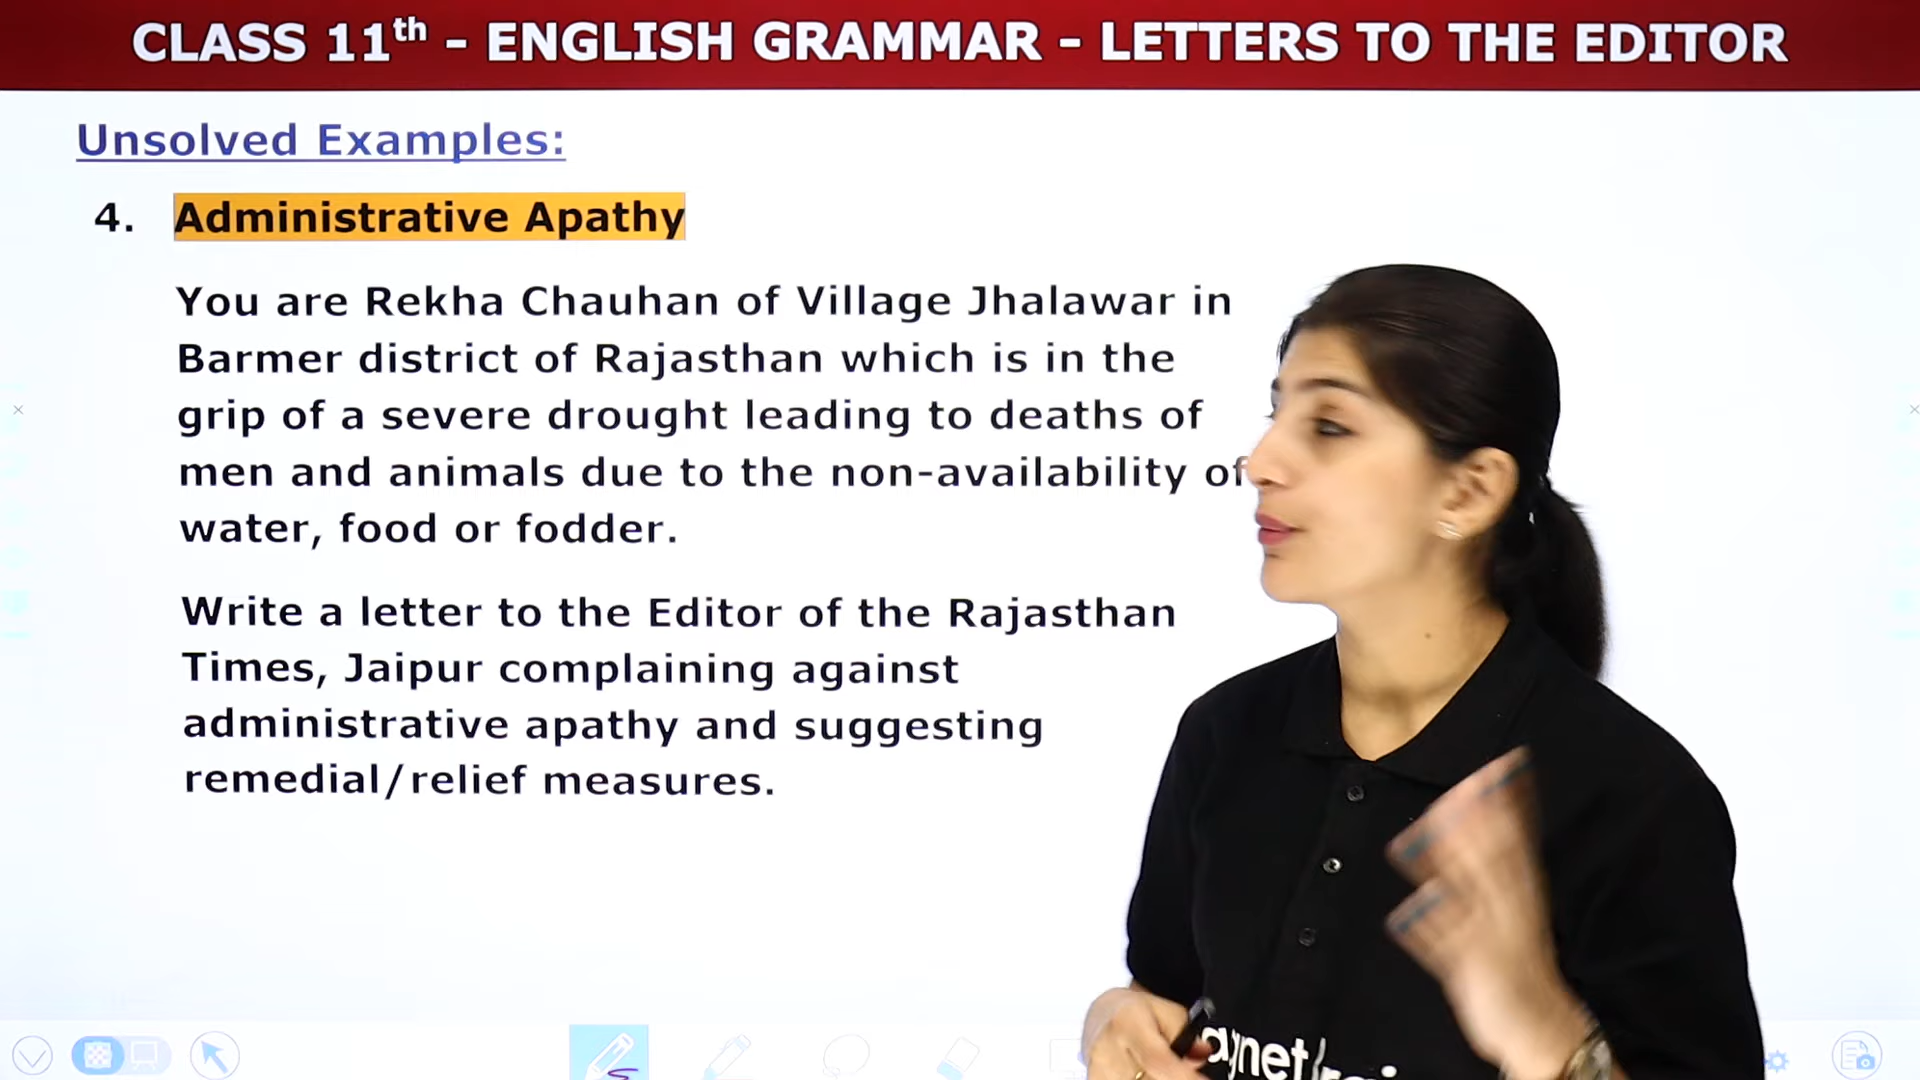 CLASS 11th - ENGLISH GRAMMAR - LETTERS TO THE EDITOR
Unsolved Examples:
4. Administrative Apathy
You are Rekha Chauhan of Village Jhalawar in
Barmer district of Rajasthan which is in the
grip of a severe drought leading to deaths of
men and animals due to the non-availability of
water, food or fodder.
Write a letter to the Editor of the Rajasthan
Times, Jaipur complaining against
administrative apathy and suggesting
remedial/relief measures.